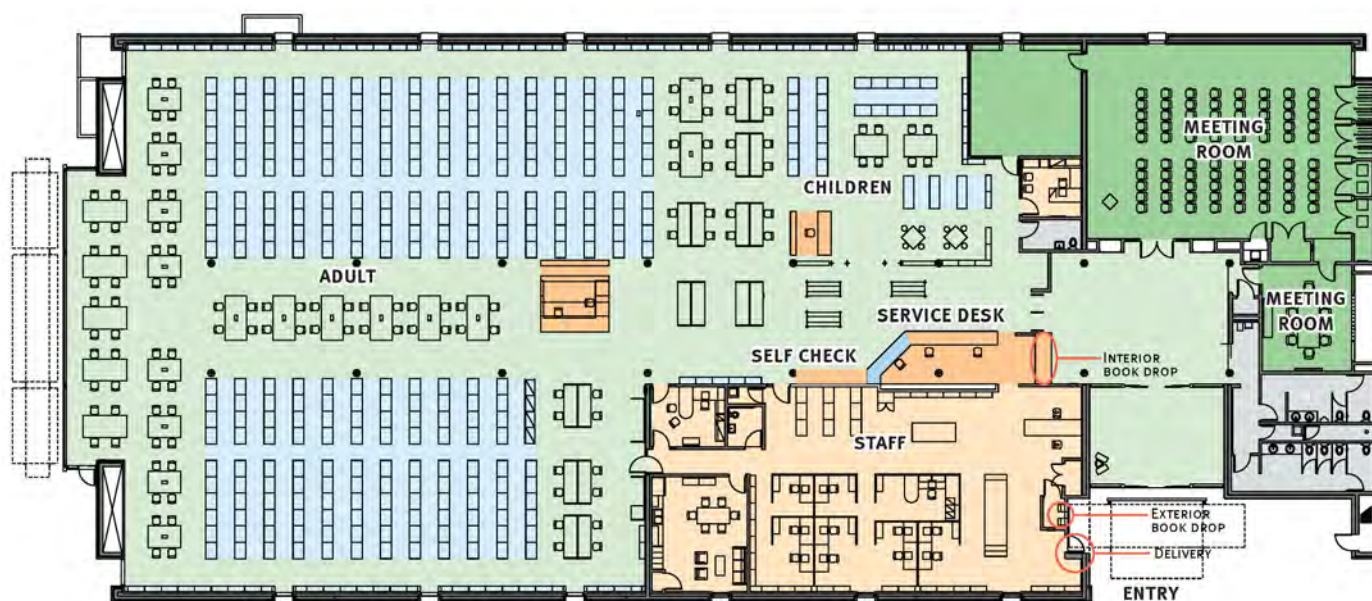 MEETING
ROOM
CHILDREN
ADULT
MEETING
ROOM
SERVICE DESK
SELF CHECK
INTERIOR
BOOK DROP
STAFF
EXTERIOR
BOOK DROP
DELIVERY
ENTRY